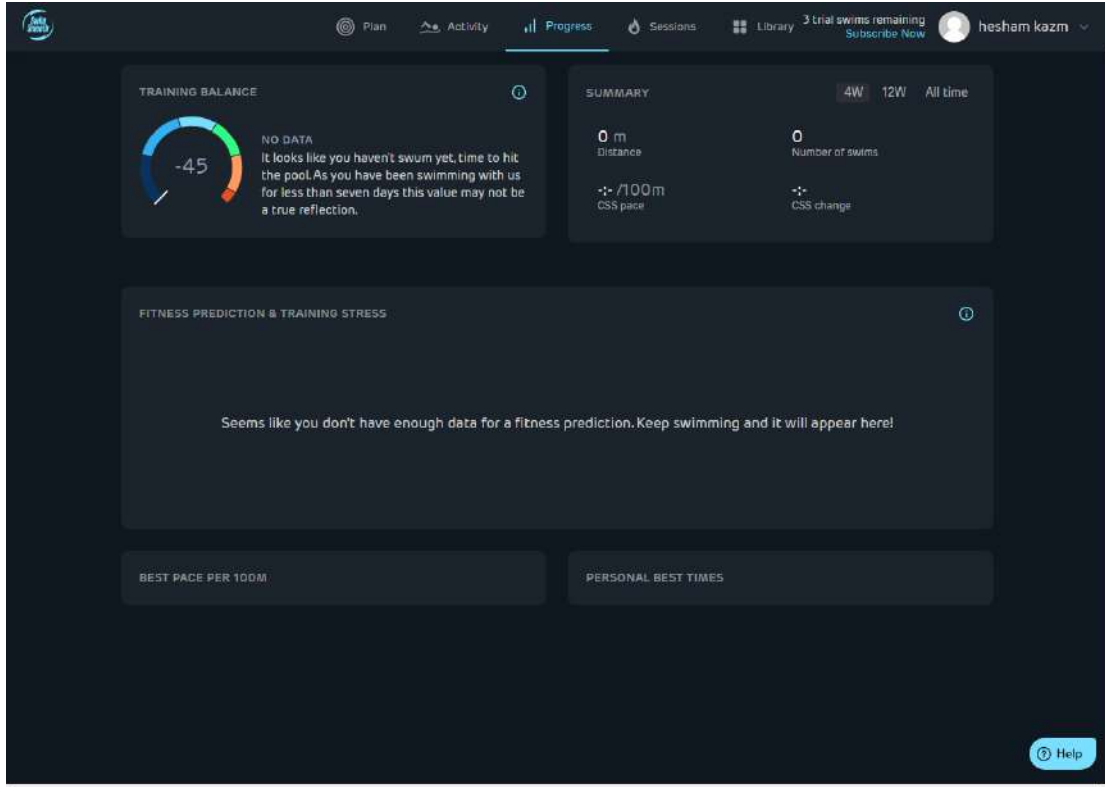 Plan
Activity
Progress
Sessions
Library
3 trial swims remaining
Subscribe Now
hesham kazm
TRAINING BALANCE
-45
NO DATA
It looks like you haven't swum yet, time to hit
the pool. As you have been swimming with us
for less than seven days this value may not be
a true reflection.
SUMMARY
4W 12W All time
0 m
Distance
0
Number of swims
-:- /100m
CSS pace
-:-
CSS change
FITNESS PREDICTION & TRAINING STRESS
Seems like you don't have enough data for a fitness prediction. Keep swimming and it will appear here!
BEST PACE PER 100M
PERSONAL BEST TIMES
Help